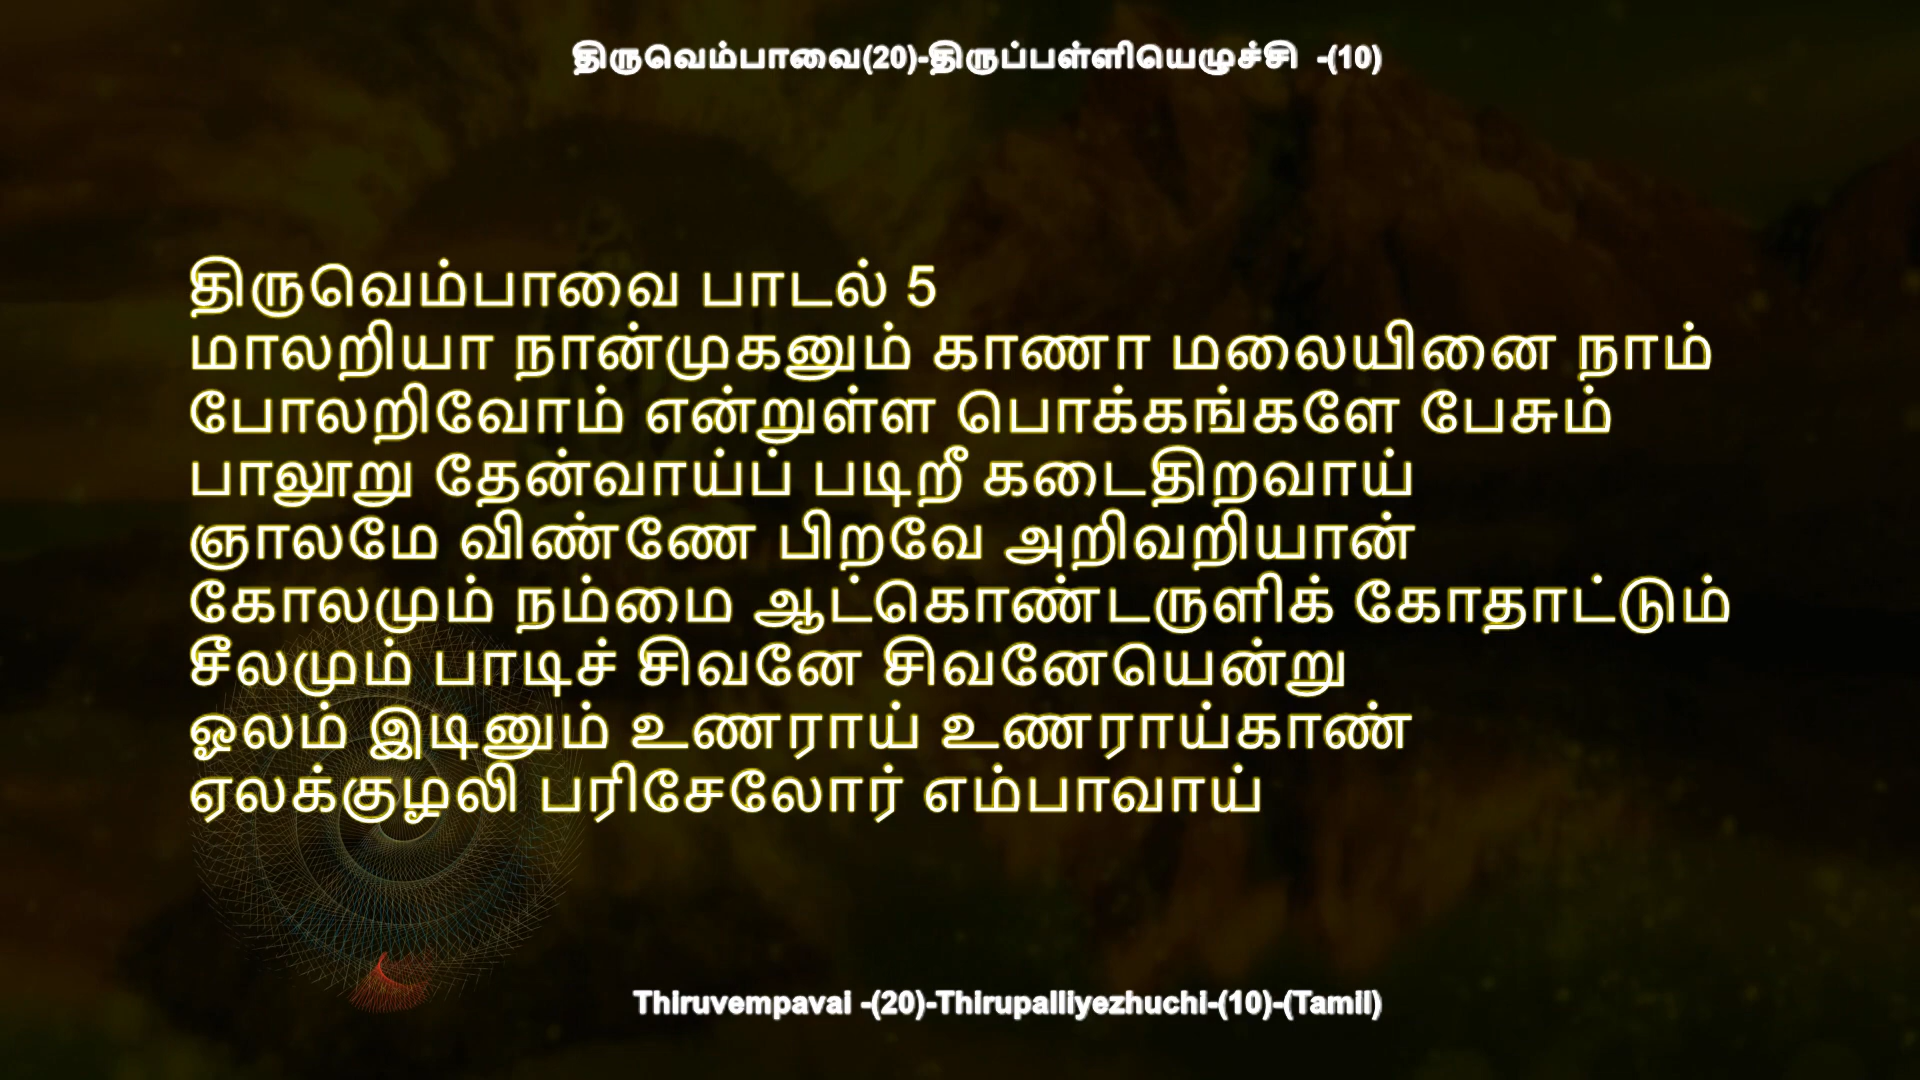 திருவெம்பாவை(20)-திருப்பள்ளியெழுச்சி -(10)
திருவெம்பாவை பாடல் 5
மாலறியா நான்முகனும் காணா மலையினை நாம்
போலறிவோம் என்றுள்ள பொக்கங்களே பேசும்
பாலூறு தேன்வாய்ப் படிறீ கடைதிறவாய்
ஞாலமே விண்ணே பிறவே அறிவறியான்
கோலமும் நம்மை ஆட்கொண்டருளிக் கோதாட்டும்
சீலமும் பாடிச் சிவனே சிவனேயென்று
ஓலம் இடினும் உணராய் உணராய்காண்
ஏலக்குழலி பரிசேலோர் எம்பாவாய்
Thiruvempavai -(20)-Thirupalliyezhuchi-(10)-(Tamil)